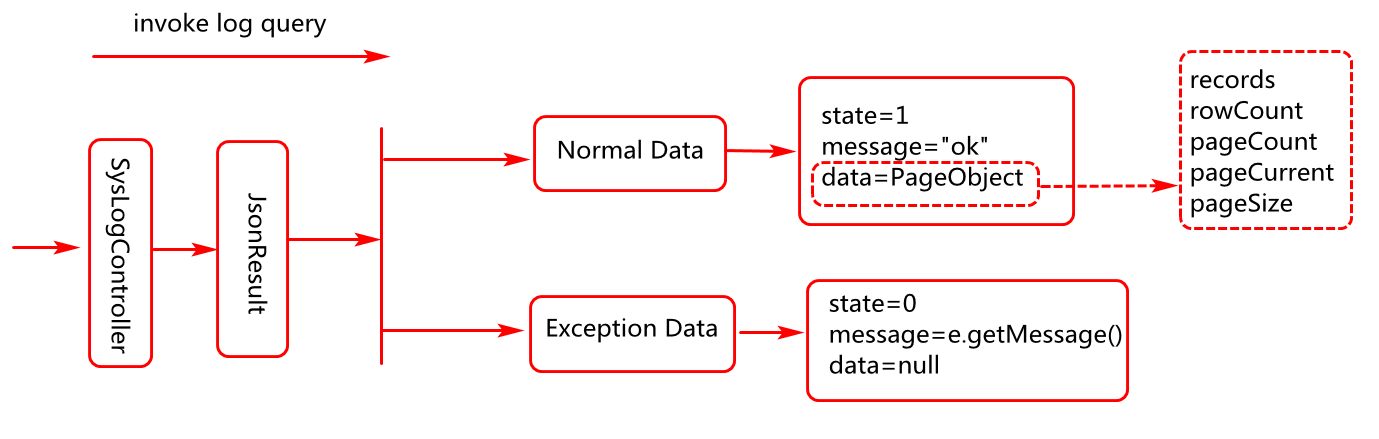 invoke log query
SysLogController
JsonResult
Normal Data
state=1
message="ok"
data=PageObject
records
rowCount
pageCount
pageCurrent
pageSize
Exception Data
state=0
message=e.getMessage()
data=null